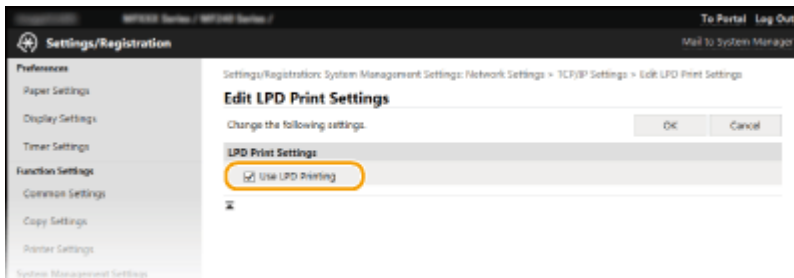 MF240 Series /
To Portal Log Out
Settings/Registration
Mail to System Manager
Preferences
Paper Settings
Display Settings
Timer Settings
Function Settings
Common Settings
Copy Settings
Printer Settings
System Management Settings
Settings/Registration: System Management Settings: Network Settings > TCP/IP Settings > Edit LPD Print Settings
Edit LPD Print Settings
Change the following settings.
OK Cancel
LPD Print Settings
Use LPD Printing